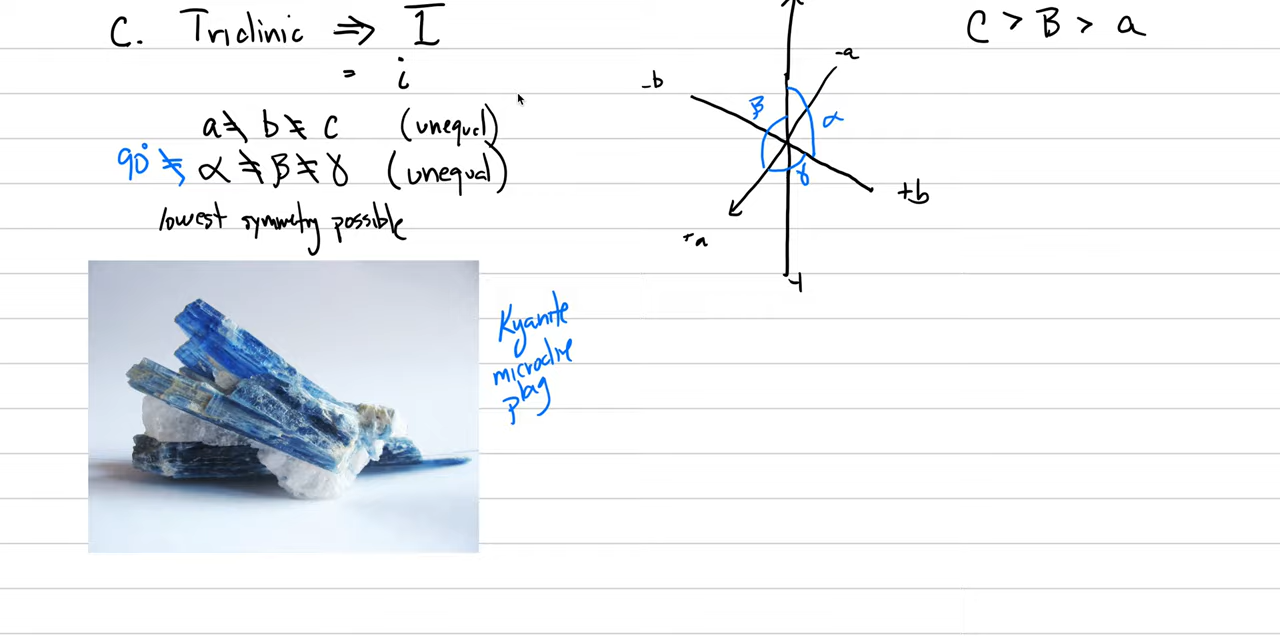 C. Triclinic ⇒ 1̅
= i
a ≠ b ≠ c (unequal)
90° ≠ α ≠ β ≠ γ (unequal)
lowest symmetry possible
Kyanite
microcline
plag
-a
-b
β
α
γ
+b
+a
C > B > a